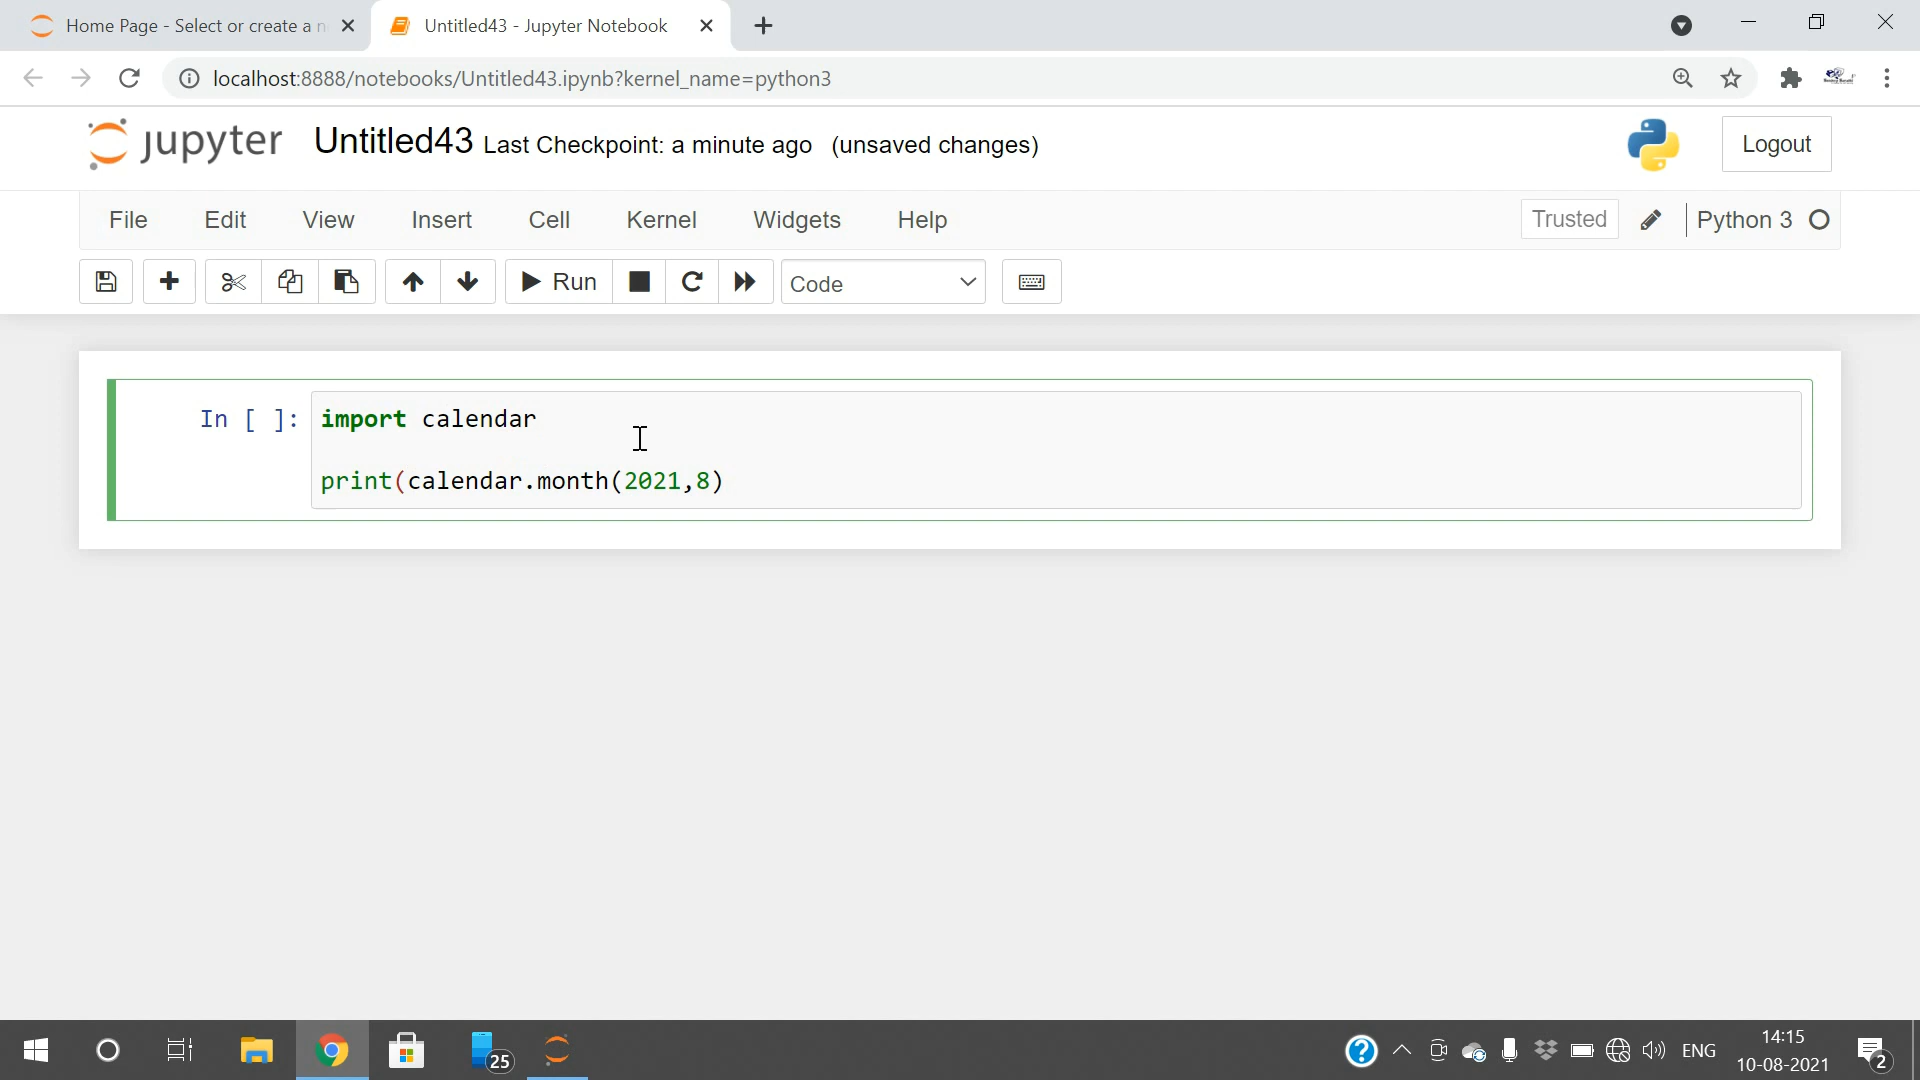 Home Page - Select or create a n
Untitled43 - Jupyter Notebook
localhost:8888/notebooks/Untitled43.ipynb?kernel_name=python3
jupyter Untitled43 Last Checkpoint: a minute ago (unsaved changes)
Logout
File Edit View Insert Cell Kernel Widgets Help
Trusted
Python 3
Run
Code
In [ ]: import calendar
print(calendar.month(2021,8)
25
ENG
14:15
10-08-2021
2